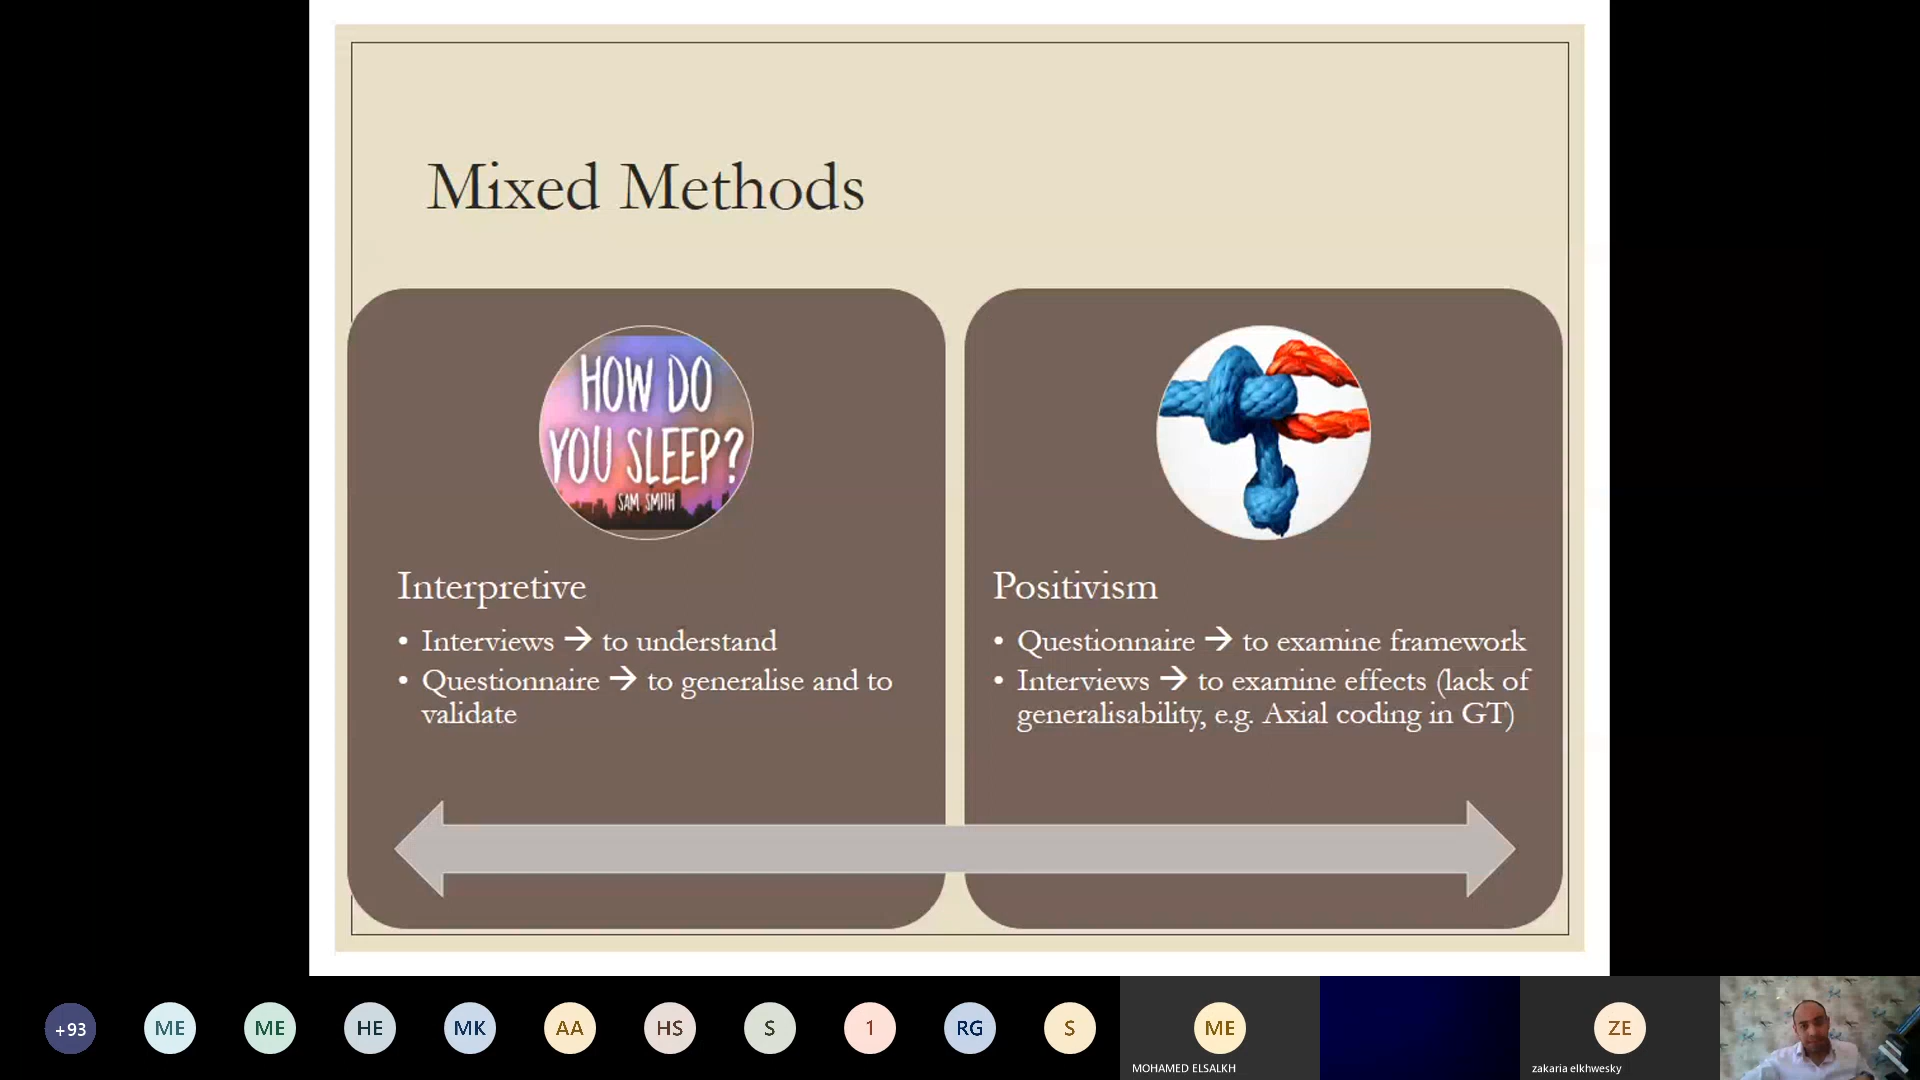 Mixed Methods
HOW DO
YOU SLEEP?
SAM SMITH
Interpretive
• Interviews → to understand
• Questionnaire → to generalise and to
validate
Positivism
• Questionnaire → to examine framework
• Interviews → to examine effects (lack of
generalisability, e.g. Axial coding in GT)
+93
ME
ME
HE
MK
AA
HS
S
1
RG
S
ME
MOHAMED ELSALKH
ZE
zakaria elkhwesky